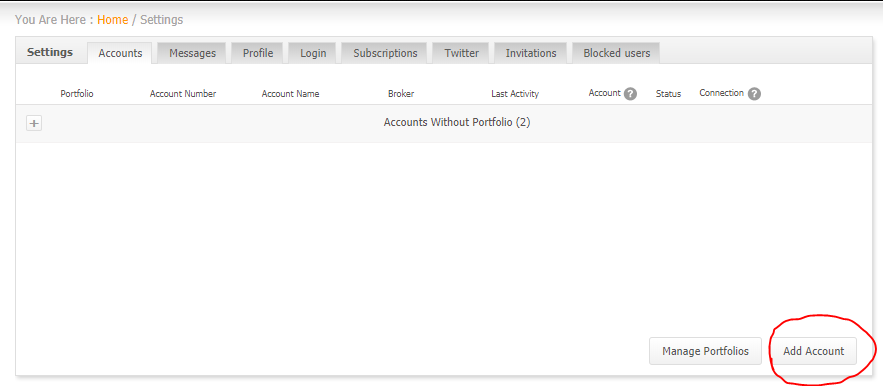 You Are Here : Home / Settings
Settings Accounts Messages Profile Login Subscriptions Twitter Invitations Blocked users
Portfolio Account Number Account Name Broker Last Activity Account ? Status Connection ?
+ Accounts Without Portfolio (2)
Manage Portfolios Add Account